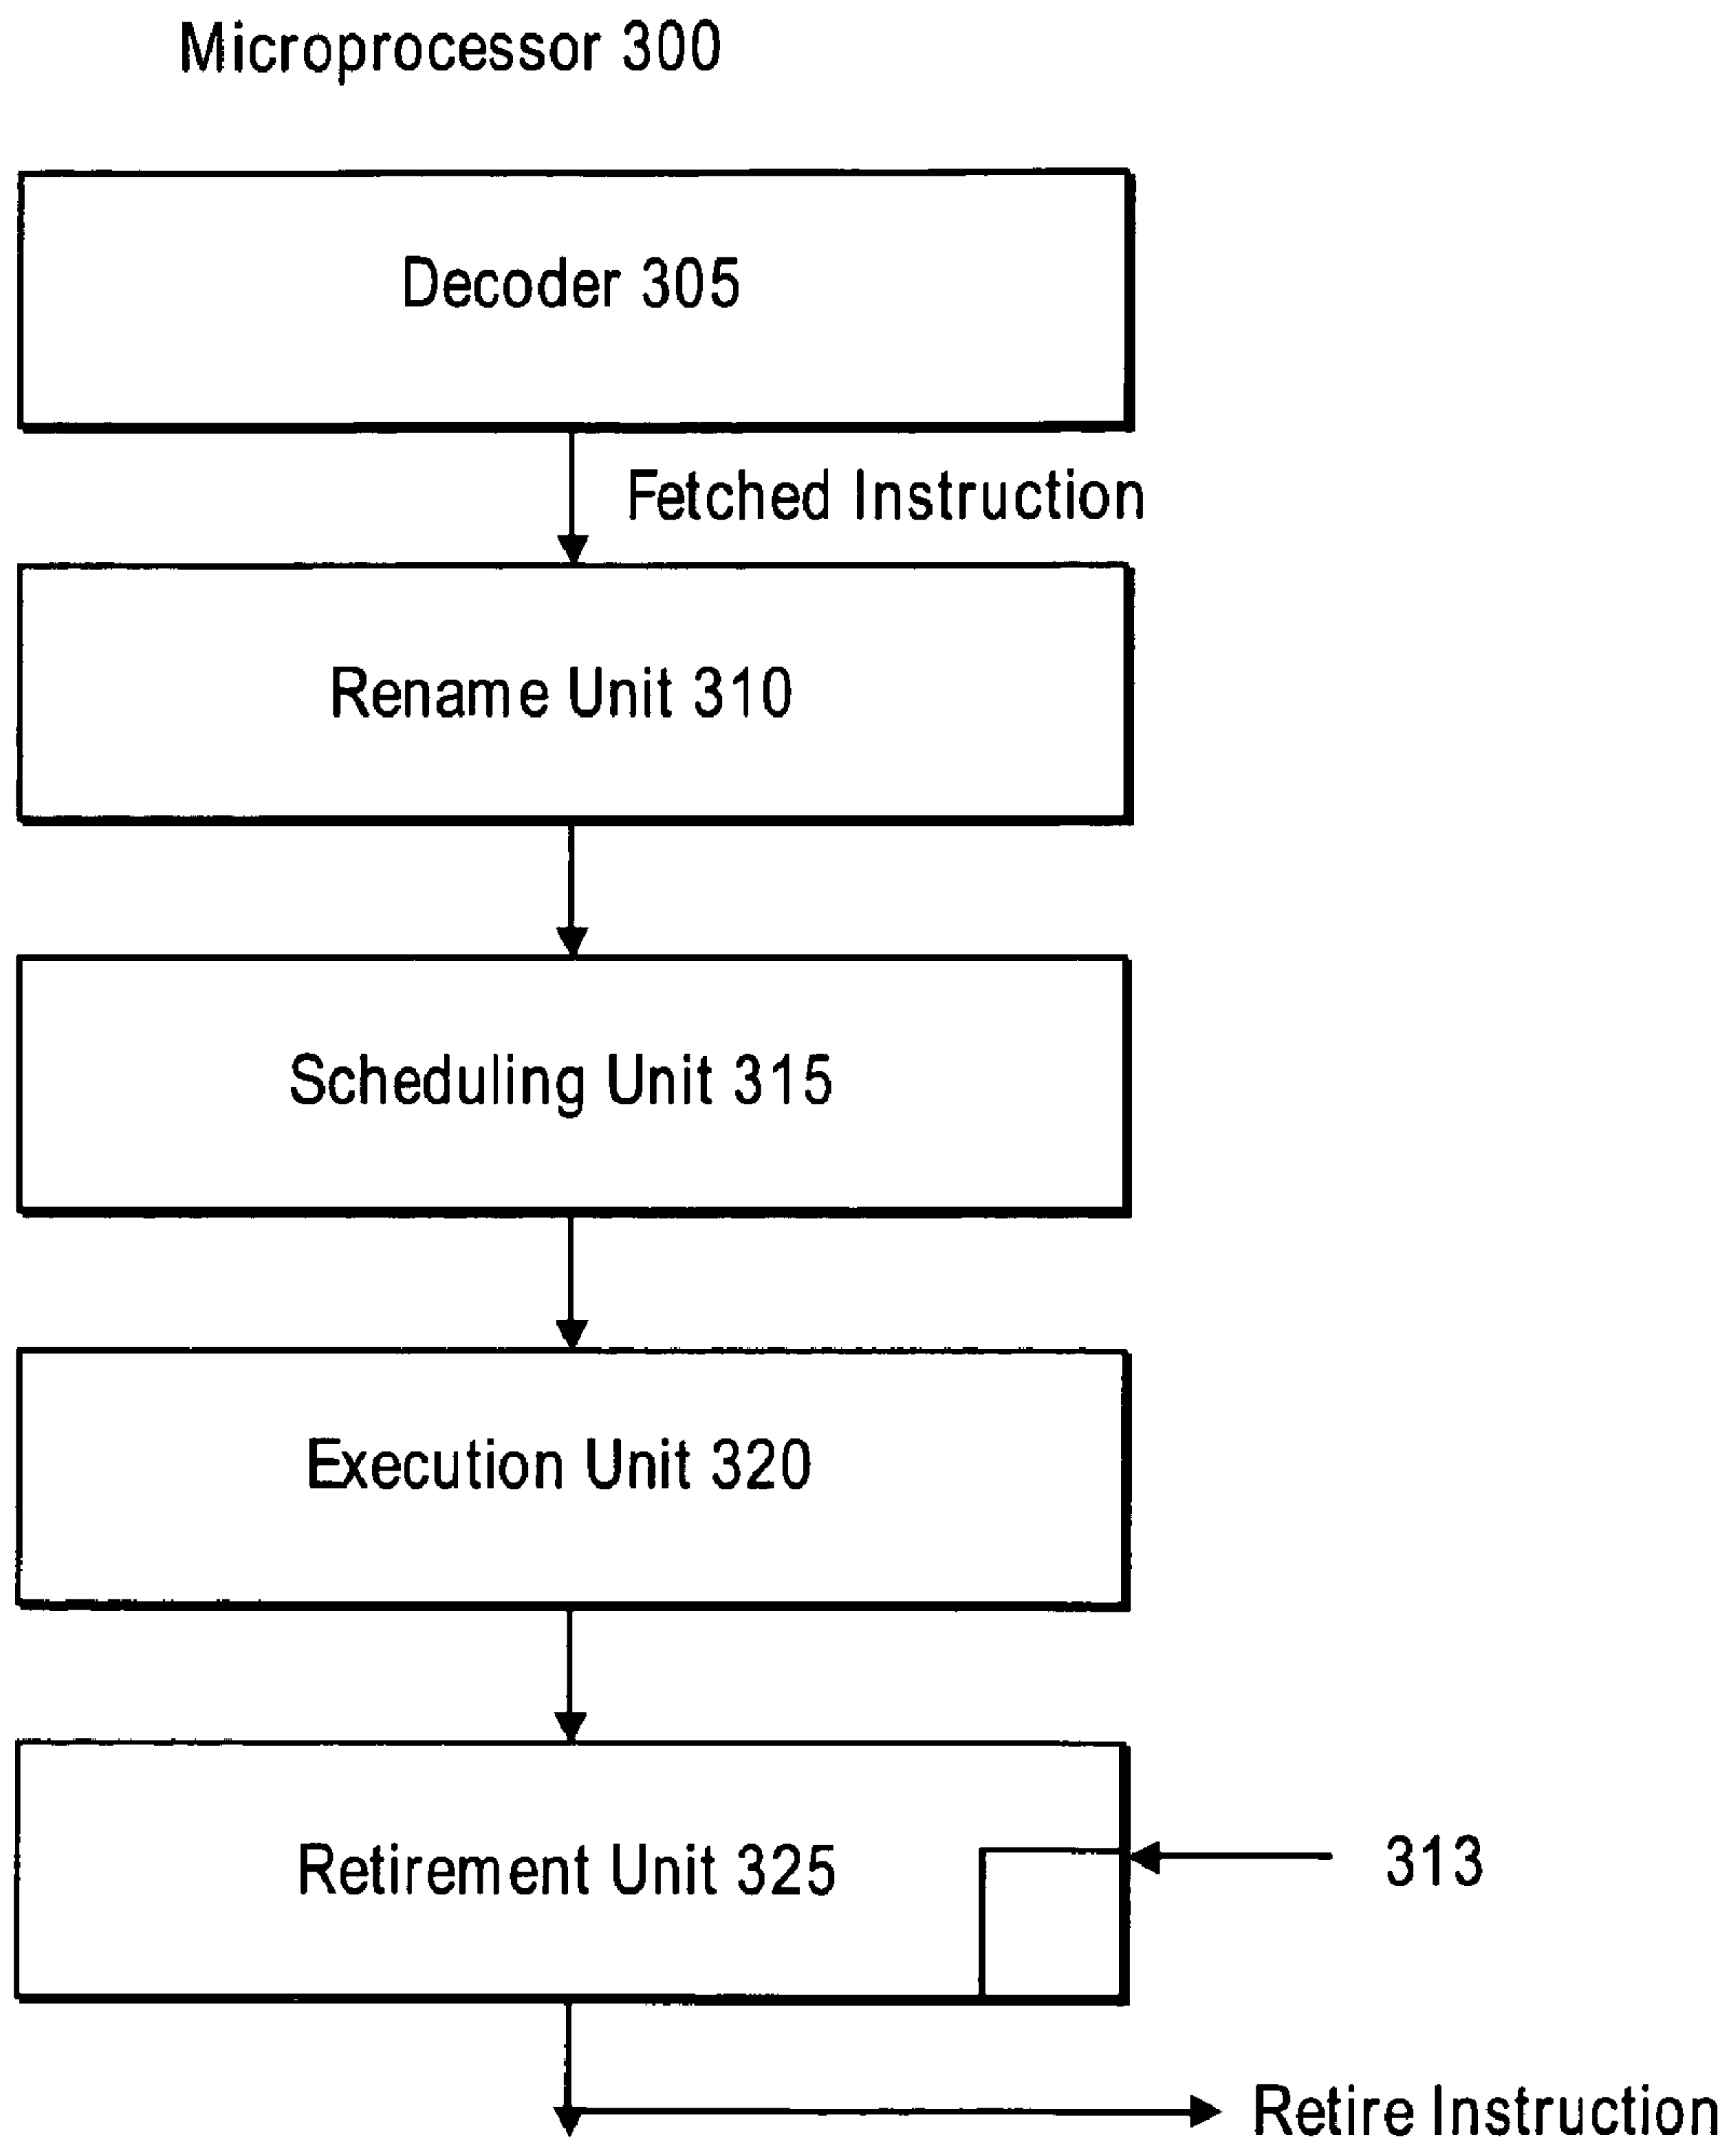 Microprocessor 300
Decoder 305
Fetched Instruction
Rename Unit 310
Scheduling Unit 315
Execution Unit 320
Retirement Unit 325
313
Retire Instruction